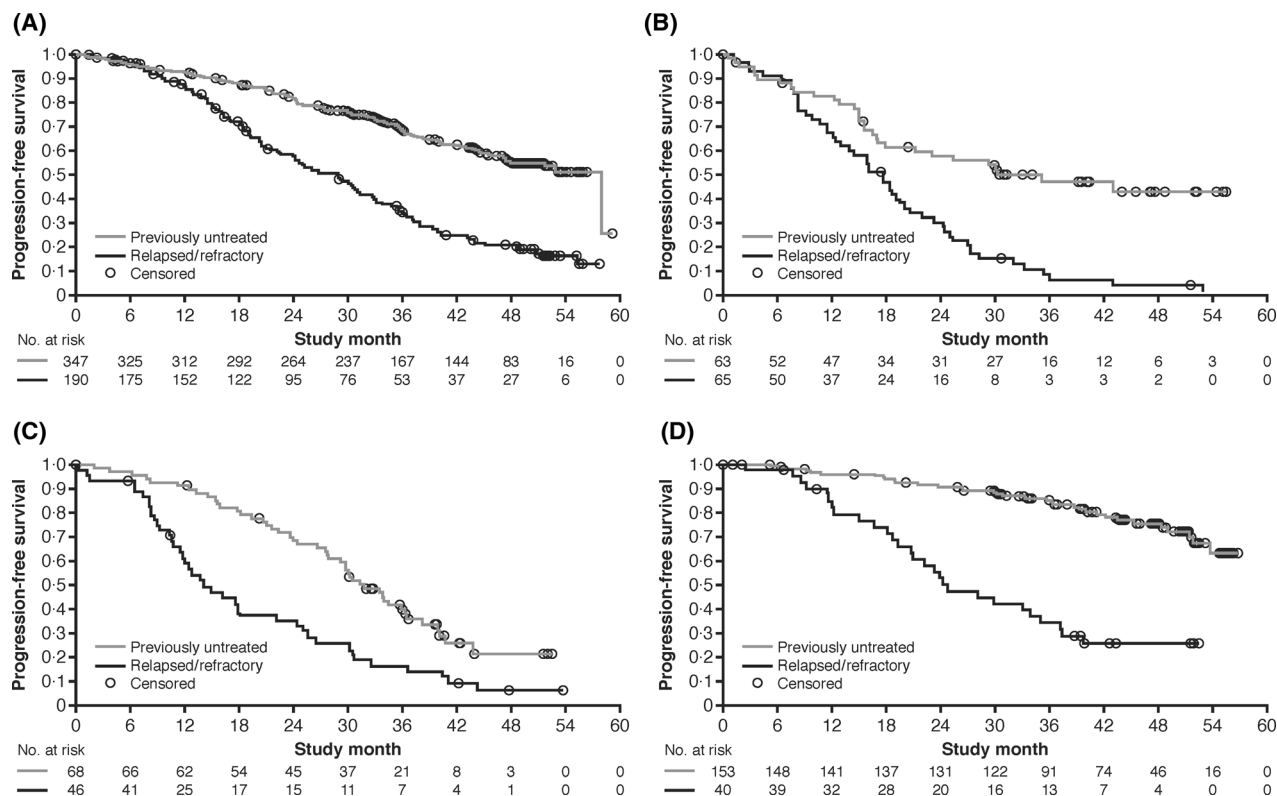 (A)
Progression-free survival
1·0
0·9
0·8
0·7
0·6
0·5
0·4
0·3
0·2
0·1
0
Previously untreated
Relapsed/refractory
Censored
0 6 12 18 24 30 36 42 48 54 60
Study month
No. at risk
347 325 312 292 264 237 167 144 83 16 0
190 175 152 122 95 76 53 37 27 6 0
(B)
Progression-free survival
1·0
0·9
0·8
0·7
0·6
0·5
0·4
0·3
0·2
0·1
0
Previously untreated
Relapsed/refractory
Censored
0 6 12 18 24 30 36 42 48 54 60
Study month
No. at risk
63 52 47 34 31 27 16 12 6 3 0
65 50 37 24 16 8 3 3 2 0 0
(C)
Progression-free survival
1·0
0·9
0·8
0·7
0·6
0·5
0·4
0·3
0·2
0·1
0
Previously untreated
Relapsed/refractory
Censored
0 6 12 18 24 30 36 42 48 54 60
Study month
No. at risk
68 66 62 54 45 37 21 8 3 0 0
46 41 25 17 15 11 7 4 1 0 0
(D)
Progression-free survival
1·0
0·9
0·8
0·7
0·6
0·5
0·4
0·3
0·2
0·1
0
Previously untreated
Relapsed/refractory
Censored
0 6 12 18 24 30 36 42 48 54 60
Study month
No. at risk
153 148 141 137 131 122 91 74 46 16 0
40 39 32 28 20 16 13 7 4 0 0